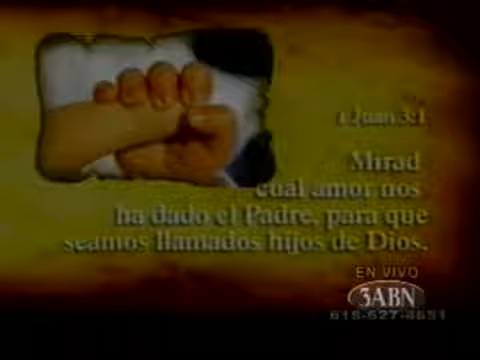 1 Juan 3:1
Mirad
cuál amor nos
ha dado el Padre, para que
seamos llamados hijos de Dios.
EN VIVO
3ABN
618-627-4651